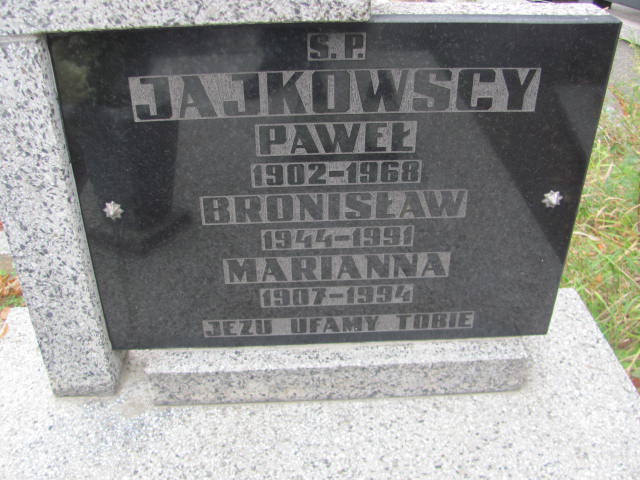 Ś.P.
JAJKOWSCY
PAWEŁ
1902-1968
BRONISŁAW
1944-1991
MARIANNA
1907-1994
JEZU UFAMY TOBIE